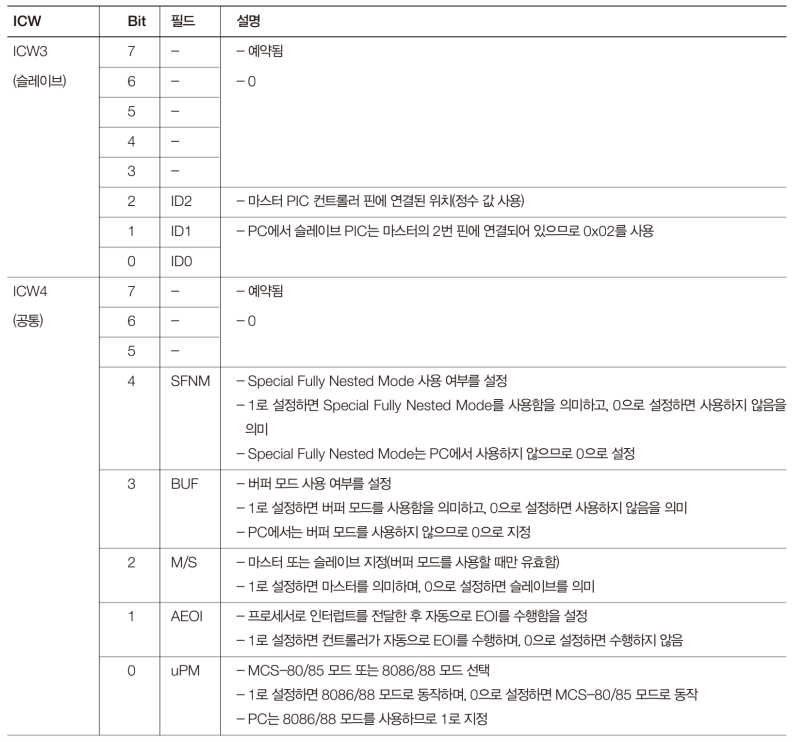 ICW Bit 필드 설명
ICW3 7 – – 예약됨
(슬레이브) 6 – – 0
5 –
4 –
3 –
2 ID2 – 마스터 PIC 컨트롤러 핀에 연결된 위치(정수 값 사용)
1 ID1 – PC에서 슬레이브 PIC는 마스터의 2번 핀에 연결되어 있으므로 0x02를 사용
0 ID0
ICW4 7 – – 예약됨
(공통) 6 – – 0
5 –
4 SFNM – Special Fully Nested Mode 사용 여부를 설정
– 1로 설정하면 Special Fully Nested Mode를 사용함을 의미하고, 0으로 설정하면 사용하지 않음을
의미
– Special Fully Nested Mode는 PC에서 사용하지 않으므로 0으로 설정
3 BUF – 버퍼 모드 사용 여부를 설정
– 1로 설정하면 버퍼 모드를 사용함을 의미하고, 0으로 설정하면 사용하지 않음을 의미
– PC에서는 버퍼 모드를 사용하지 않으므로 0으로 지정
2 M/S – 마스터 또는 슬레이브 지정(버퍼 모드를 사용할 때만 유효함)
– 1로 설정하면 마스터를 의미하며, 0으로 설정하면 슬레이브를 의미
1 AEOI – 프로세서로 인터럽트를 전달한 후 자동으로 EOI를 수행함을 설정
– 1로 설정하면 컨트롤러가 자동으로 EOI를 수행하며, 0으로 설정하면 수행하지 않음
0 uPM – MCS-80/85 모드 또는 8086/88 모드 선택
– 1로 설정하면 8086/88 모드로 동작하며, 0으로 설정하면 MCS-80/85 모드로 동작
– PC는 8086/88 모드를 사용하므로 1로 지정